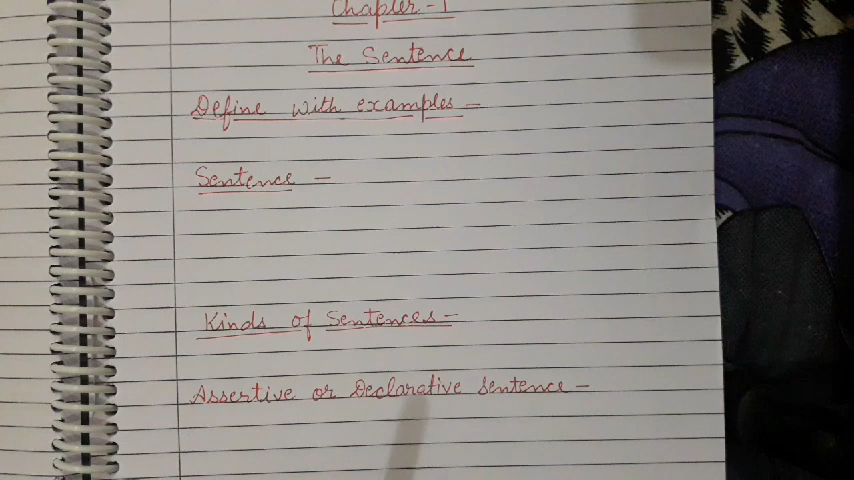 Chapter - 1
The Sentence
Define with examples -
Sentence -
Kinds of Sentences -
Assertive or Declarative Sentence -